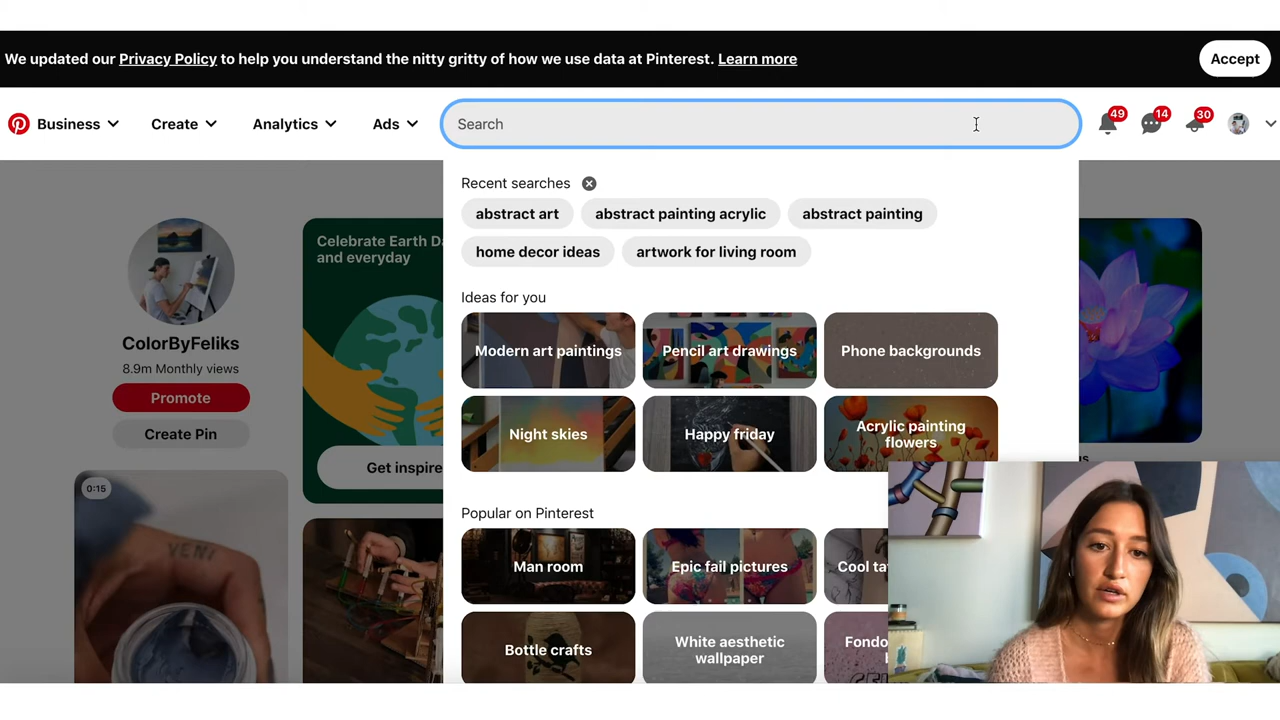 We updated our Privacy Policy to help you understand the nitty gritty of how we use data at Pinterest. Learn more
Accept
Business
Create
Analytics
Ads
Search
49
14
30
Recent searches
abstract art
abstract painting acrylic
abstract painting
home decor ideas
artwork for living room
Ideas for you
Modern art paintings
Pencil art drawings
Phone backgrounds
Night skies
Happy friday
Acrylic painting
flowers
Popular on Pinterest
Man room
Epic fail pictures
Cool
Bottle crafts
White aesthetic
wallpaper
ColorByFeliks
8.9m Monthly views
Promote
Create Pin
0:15
VENI
Celebrate Earth
and everyday
Get